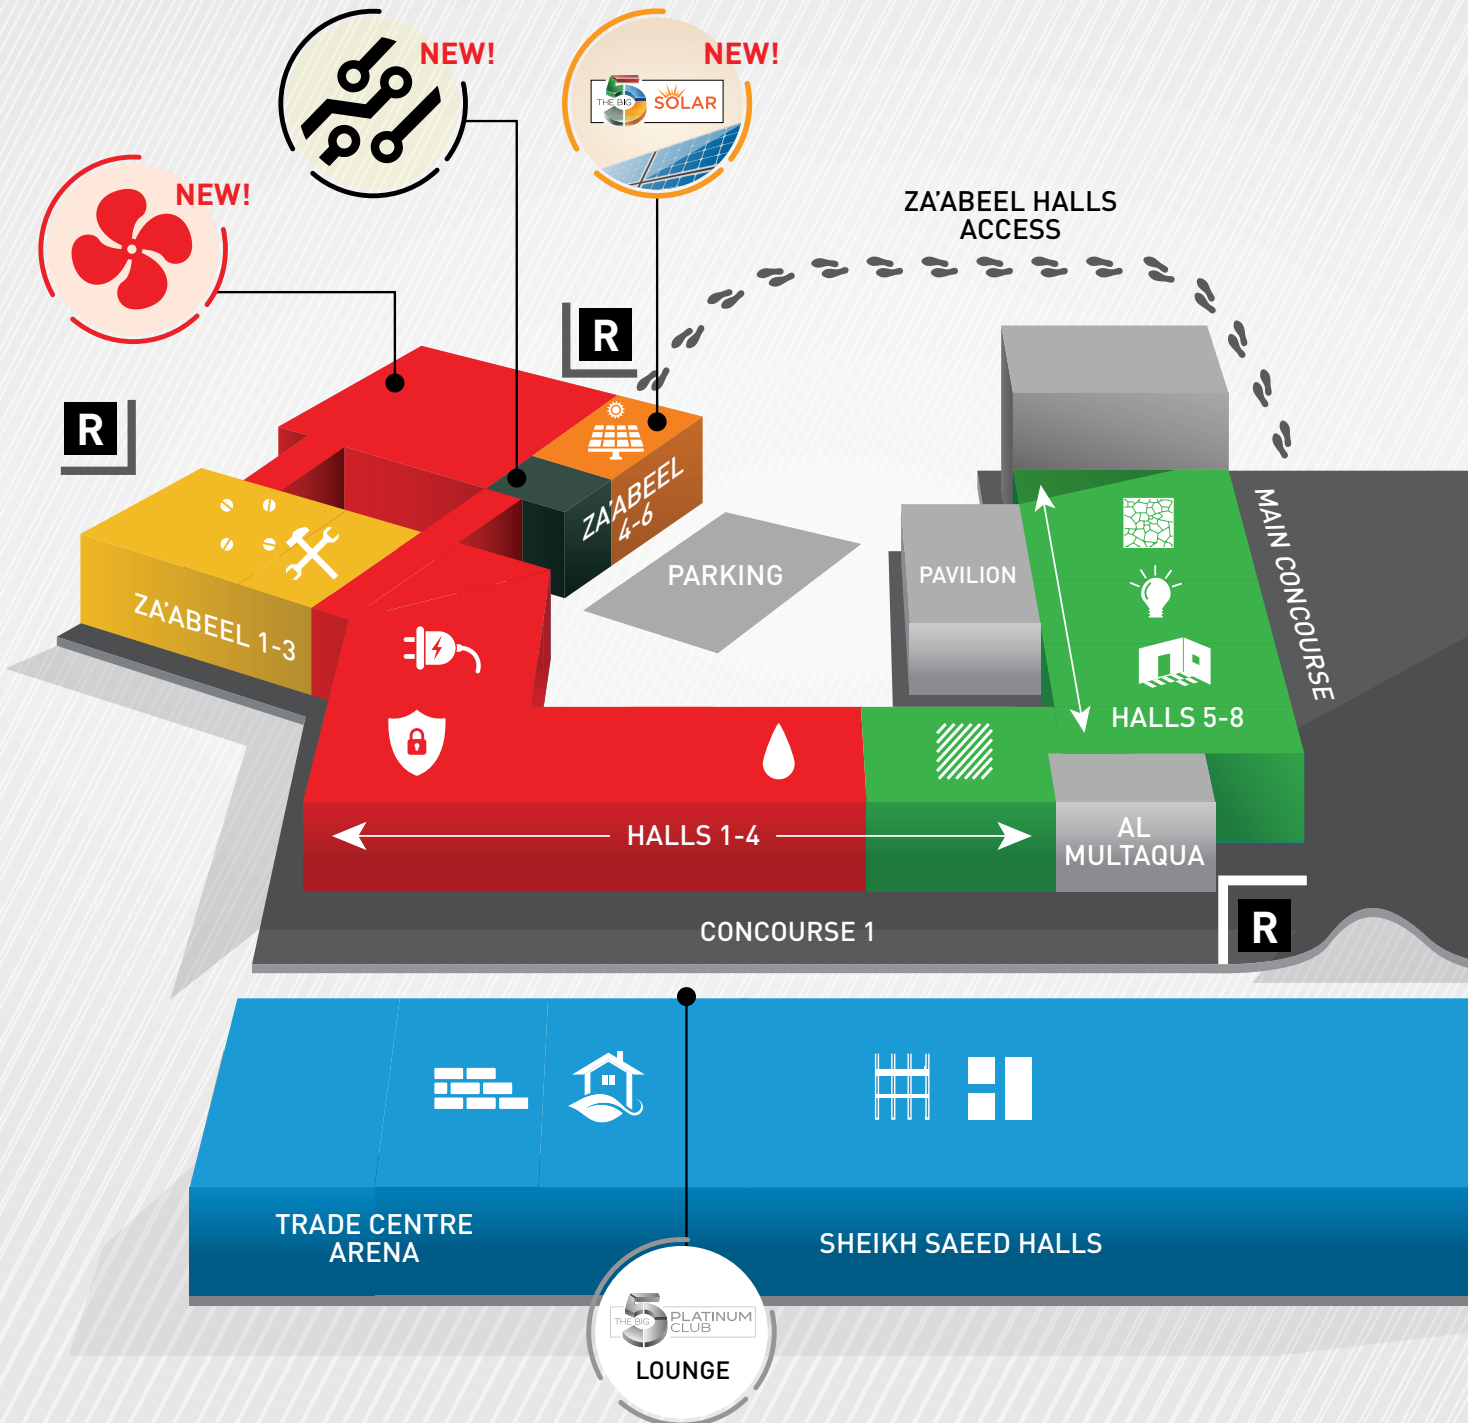 NEW!
NEW!
THE BIG 5 SOLAR
NEW!
ZA'ABEEL HALLS
ACCESS
R
R
ZA'ABEEL
4-6
ZA'ABEEL 1-3
PARKING
PAVILION
MAIN CONCOURSE
HALLS 5-8
HALLS 1-4
AL
MULTAQUA
CONCOURSE 1
R
TRADE CENTRE
ARENA
SHEIKH SAEED HALLS
THE BIG 5 PLATINUM
CLUB
LOUNGE